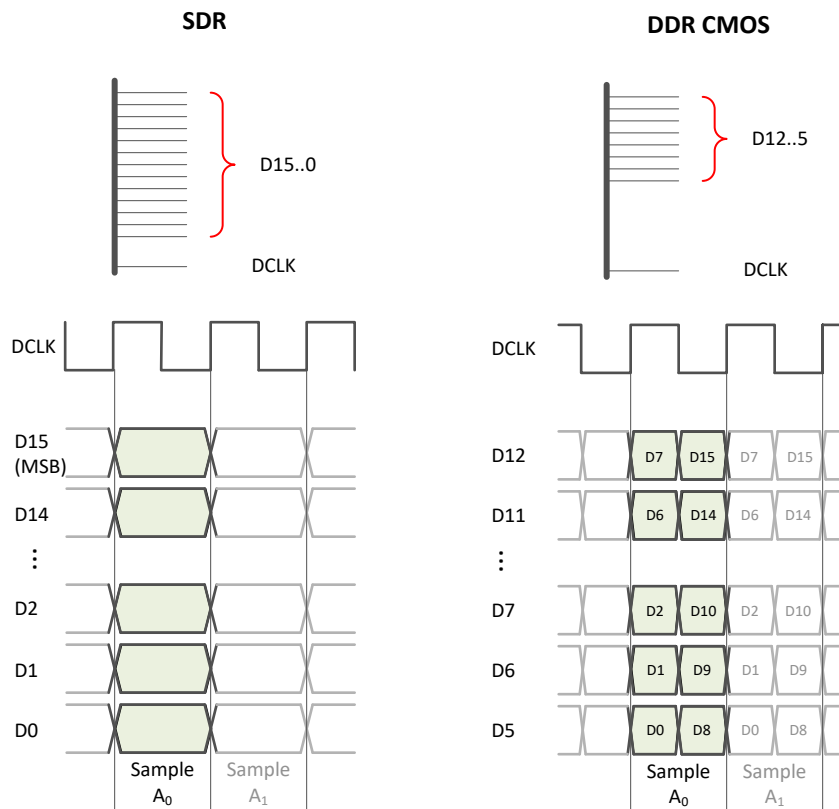 SDR
D15..0
DCLK
DCLK
D15
(MSB)
D14
⋮
D2
D1
D0
Sample
A₀
Sample
A₁
DDR CMOS
D12..5
DCLK
DCLK
D12 D7 D15 D7 D15
D11 D6 D14 D6 D14
⋮
D7 D2 D10 D2 D10
D6 D1 D9 D1 D9
D5 D0 D8 D0 D8
Sample
A₀
Sample
A₁